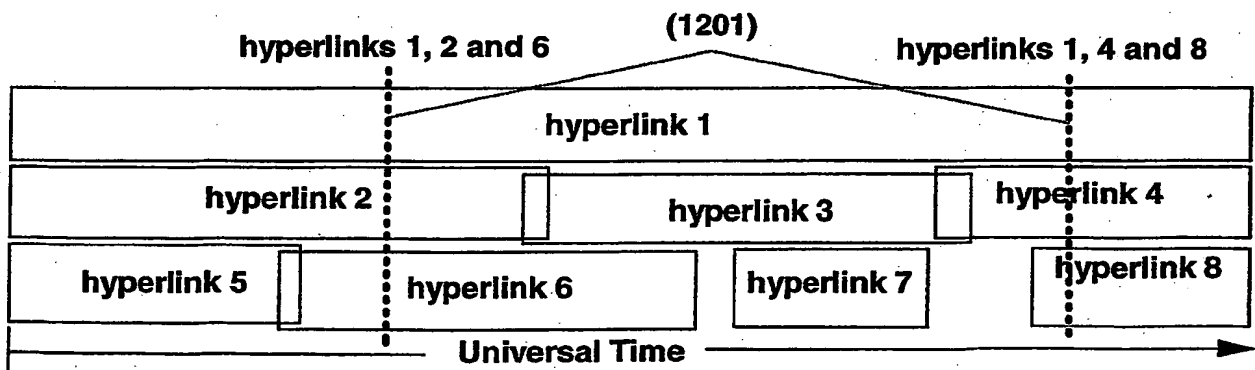 (1201)
hyperlinks 1, 2 and 6
hyperlinks 1, 4 and 8
hyperlink 1
hyperlink 2
hyperlink 3
hyperlink 4
hyperlink 5
hyperlink 6
hyperlink 7
hyperlink 8
Universal Time